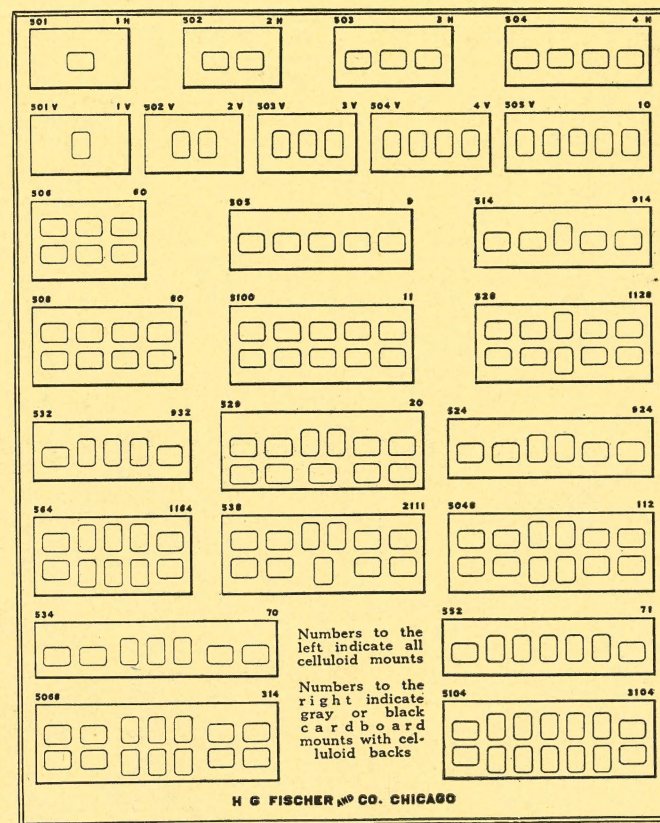 501 1 H 502 2 H 503 3 H 504 4 H
501 V 1 V 502 V 2 V 503 V 3 V 504 V 4 V 505 V 10
506 60 505 9 514 914
508 80 5100 11 528 1128
532 932 529 20 524 924
564 1164 538 2111 5048 112
534 70 552 71
Numbers to the
left indicate all
celluloid mounts
5068 314 5104 3104
Numbers to the
right indicate
gray or black
cardboard
mounts with cel-
luloid backs
H G FISCHER AND CO. CHICAGO